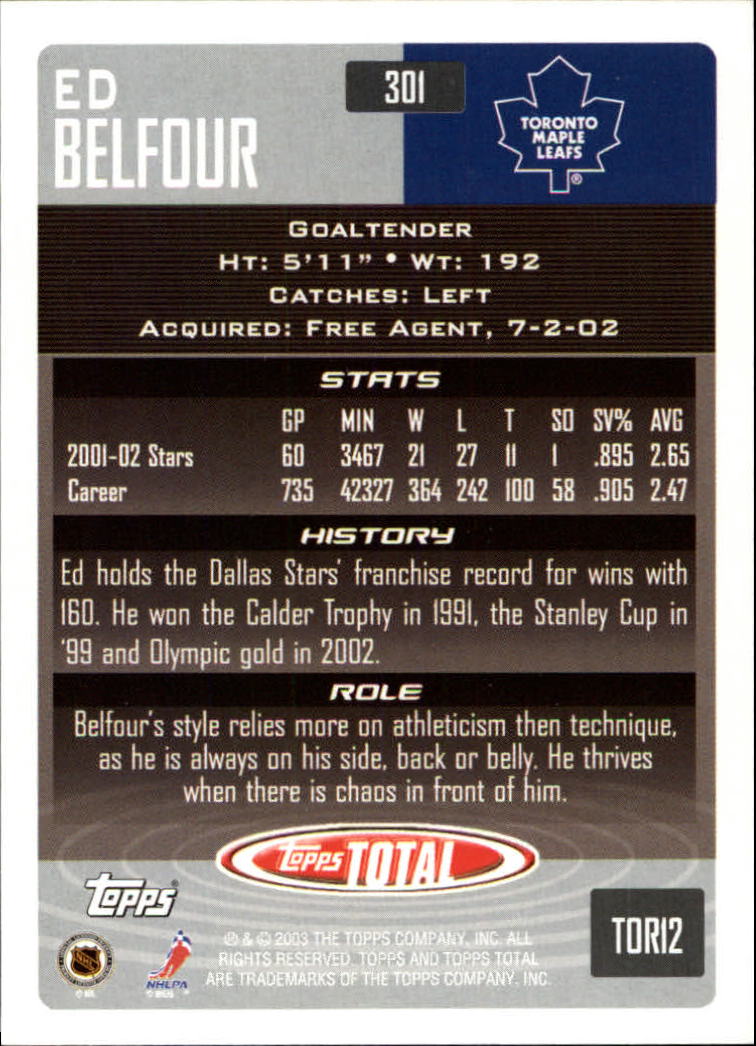 ED
BELFOUR
301
TORONTO
MAPLE
LEAFS
®
GOALTENDER
HT: 5'11" • WT: 192
CATCHES: LEFT
ACQUIRED: FREE AGENT, 7-2-02
STATS
GP MIN W L T SO SV% AVG
2001-02 Stars 60 3467 21 27 11 1 .895 2.65
Career 735 42327 364 242 100 58 .905 2.47
HISTORY
Ed holds the Dallas Stars' franchise record for wins with
160. He won the Calder Trophy in 1991, the Stanley Cup in
'99 and Olympic gold in 2002.
ROLE
Belfour's style relies more on athleticism then technique,
as he is always on his side, back or belly. He thrives
when there is chaos in front of him.
topps TOTAL
topps®
NHL
NHLPA
℗ & © 2003 THE TOPPS COMPANY, INC. ALL
RIGHTS RESERVED. TOPPS AND TOPPS TOTAL
ARE TRADEMARKS OF THE TOPPS COMPANY, INC.
TOR12